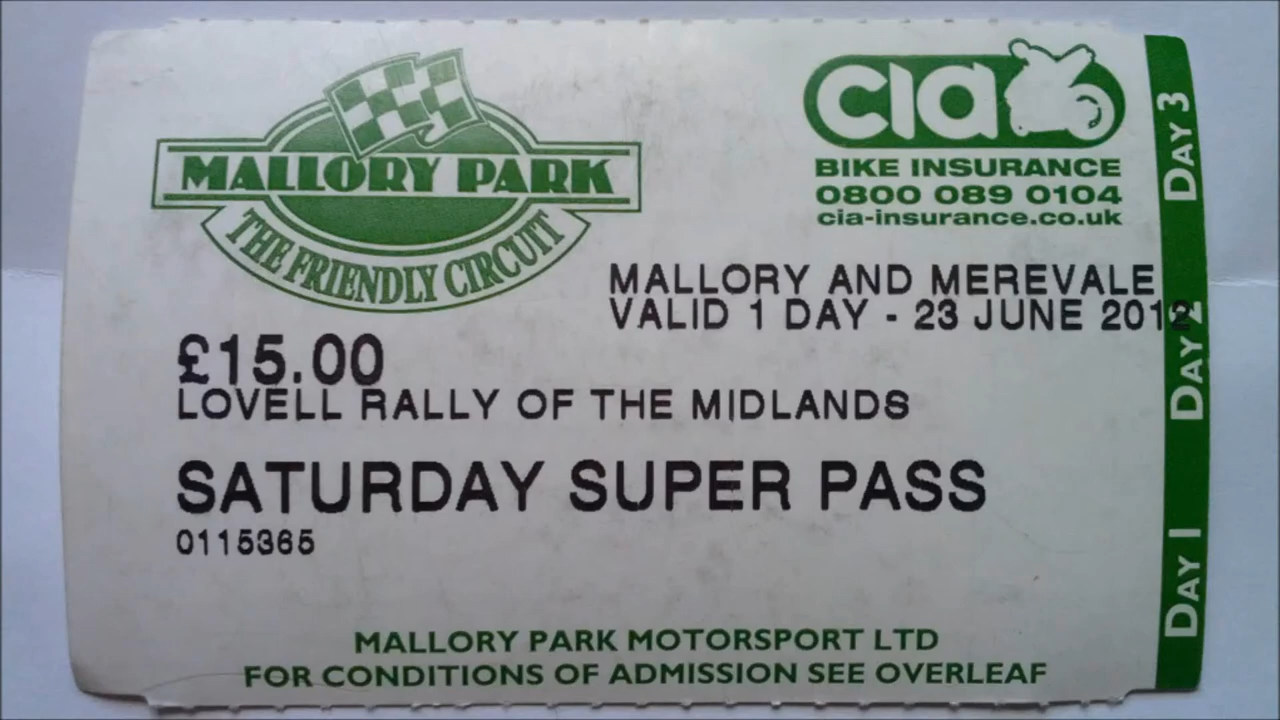 MALLORY PARK
THE FRIENDLY CIRCUIT
cia
BIKE INSURANCE
0800 089 0104
cia-insurance.co.uk
MALLORY AND MEREVALE
VALID 1 DAY - 23 JUNE 2012
£15.00
LOVELL RALLY OF THE MIDLANDS
SATURDAY SUPER PASS
0115365
MALLORY PARK MOTORSPORT LTD
FOR CONDITIONS OF ADMISSION SEE OVERLEAF
DAY 1 DAY 2 DAY 3